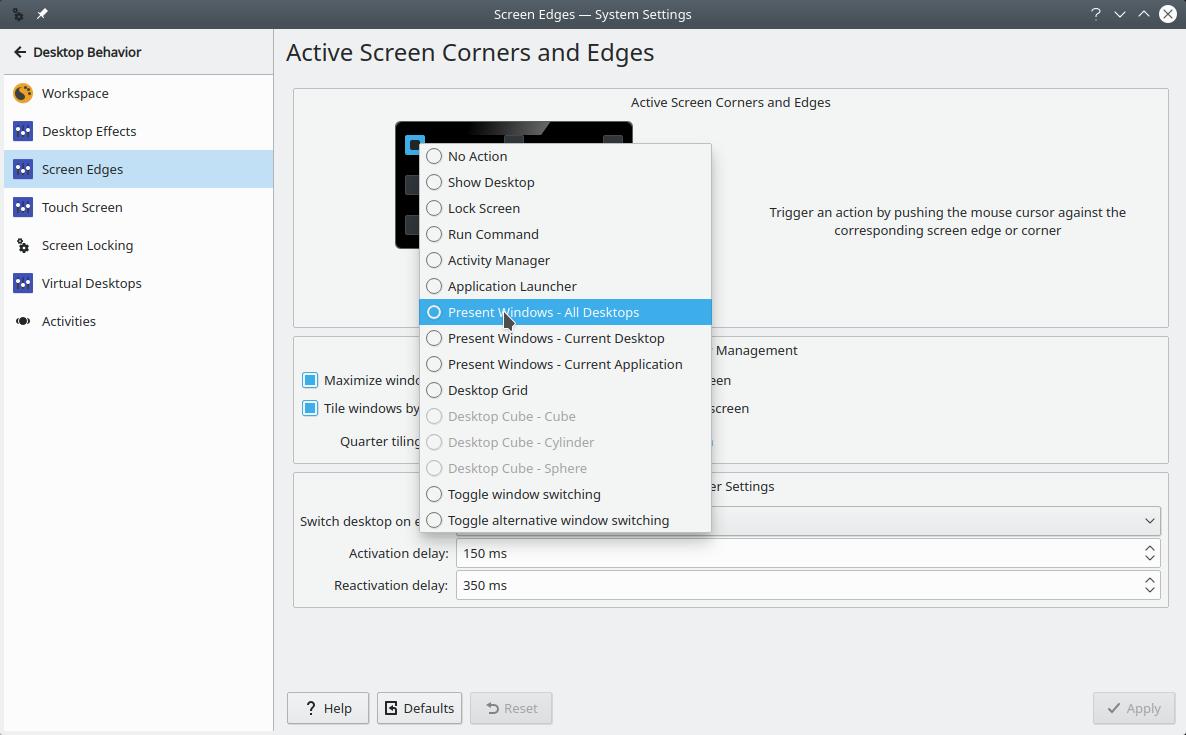 Screen Edges — System Settings
?
Desktop Behavior
Workspace
Desktop Effects
Screen Edges
Touch Screen
Screen Locking
Virtual Desktops
Activities
Active Screen Corners and Edges
Active Screen Corners and Edges
Trigger an action by pushing the mouse cursor against the
corresponding screen edge or corner
No Action
Show Desktop
Lock Screen
Run Command
Activity Manager
Application Launcher
Present Windows - All Desktops
Present Windows - Current Desktop
Present Windows - Current Application
Desktop Grid
Desktop Cube - Cube
Desktop Cube - Cylinder
Desktop Cube - Sphere
Toggle window switching
Toggle alternative window switching
Management
Maximize
Tile windows by
screen
Quarter tiling
Settings
Switch desktop on
Activation delay: 150 ms
Reactivation delay: 350 ms
? Help
Defaults
Reset
Apply